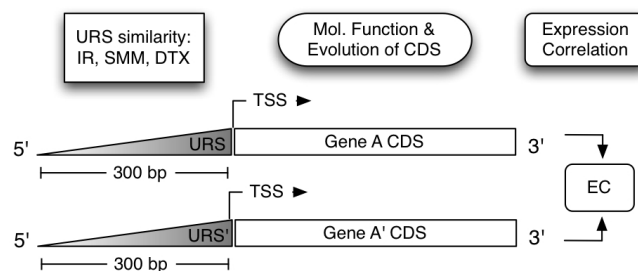 URS similarity:
IR, SMM, DTX
Mol. Function &
Evolution of CDS
Expression
Correlation
TSS
5'
URS
Gene A CDS
3'
300 bp
EC
TSS
5'
URS'
Gene A' CDS
3'
300 bp